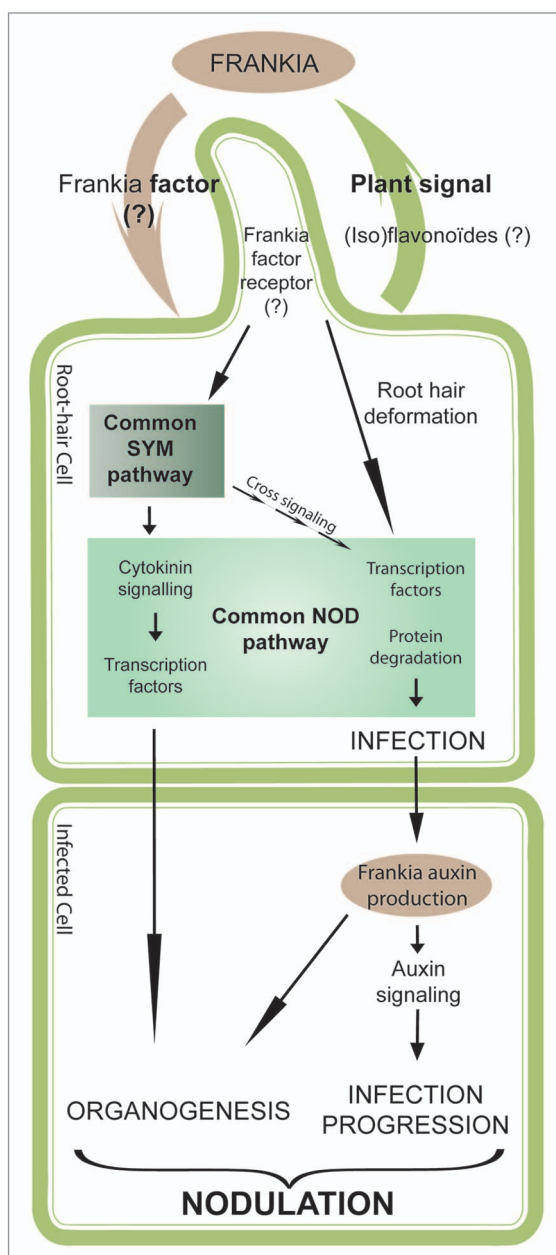 FRANKIA
Frankia factor
(?)
Plant signal
(Iso)flavonoïdes (?)
Frankia
factor
receptor
(?)
Root-hair Cell
Root hair
deformation
Common
SYM
pathway
Cross signaling
Cytokinin
signalling
Transcription
factors
Common NOD
pathway
Transcription
factors
Protein
degradation
INFECTION
Infected Cell
Frankia auxin
production
Auxin
signaling
ORGANOGENESIS
INFECTION
PROGRESSION
NODULATION